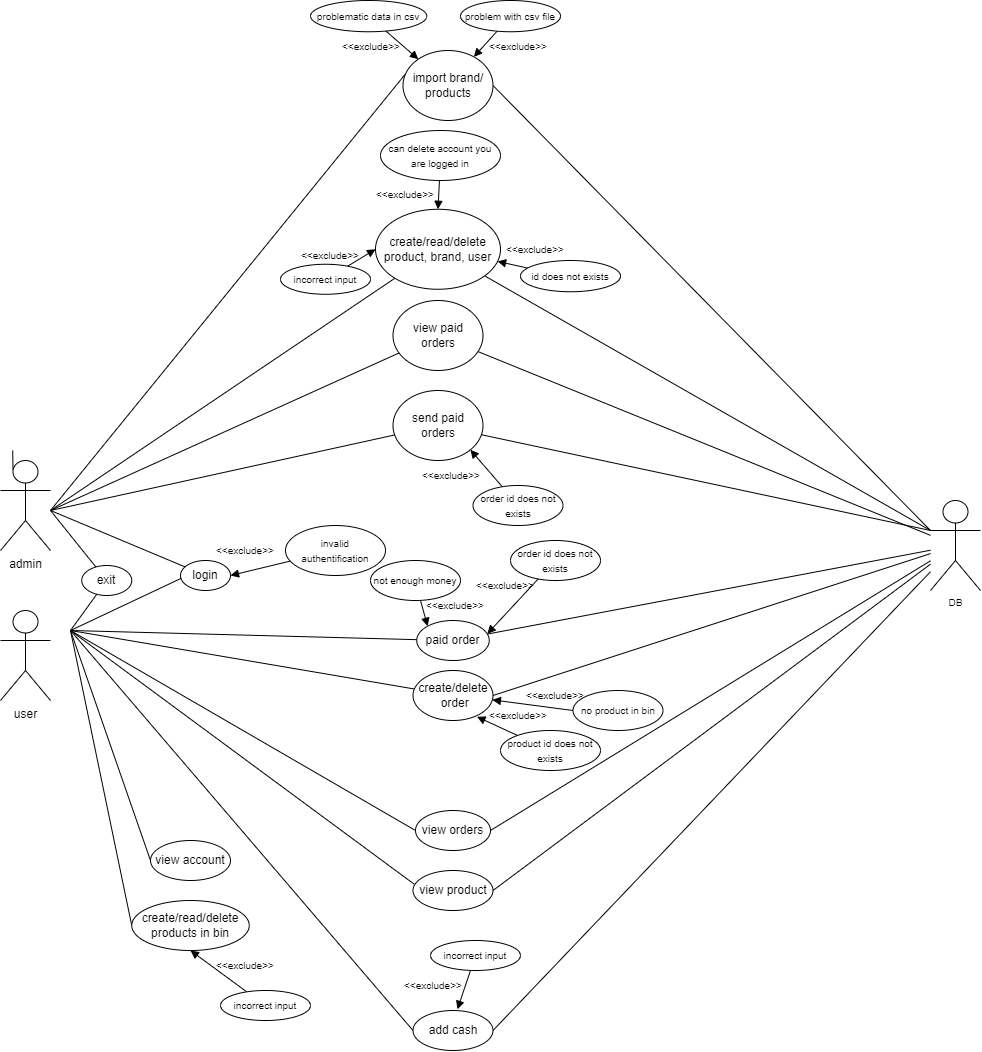 problematic data in csv
problem with csv file
<<exclude>>
<<exclude>>
import brand/
products
can delete account you
are logged in
<<exclude>>
create/read/delete
product, brand, user
<<exclude>>
<<exclude>>
incorrect input
id does not exists
view paid
orders
send paid
orders
<<exclude>>
order id does not
exists
admin
invalid
authentification
<<exclude>>
order id does not
exists
exit
login
not enough money
<<exclude>>
<<exclude>>
DB
paid order
user
create/delete
order
<<exclude>>
no product in bin
<<exclude>>
product id does not
exists
view orders
view account
view product
create/read/delete
products in bin
<<exclude>>
incorrect input
incorrect input
<<exclude>>
add cash